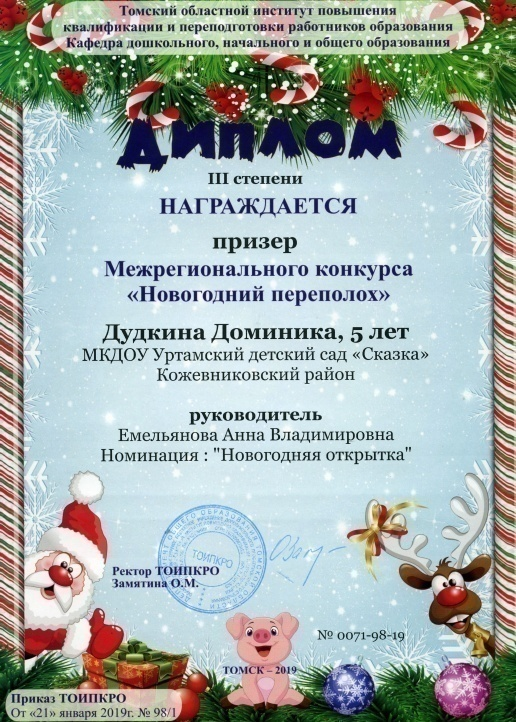 Томский областной институт повышения
квалификации и переподготовки работников образования
Кафедра дошкольного, начального и общего образования
ДИПЛОМ
III степени
НАГРАЖДАЕТСЯ
призер
Межрегионального конкурса
«Новогодний переполох»
Дудкина Доминика, 5 лет
МКДОУ Уртамский детский сад «Сказка»
Кожевниковский район
руководитель
Емельянова Анна Владимировна
Номинация : "Новогодняя открытка"
ТОИПКРО
Ректор ТОИПКРО
Замятина О.М.
№ 0071-98-19
ТОМСК – 2019
Приказ ТОИПКРО
От «21» января 2019г. № 98/1